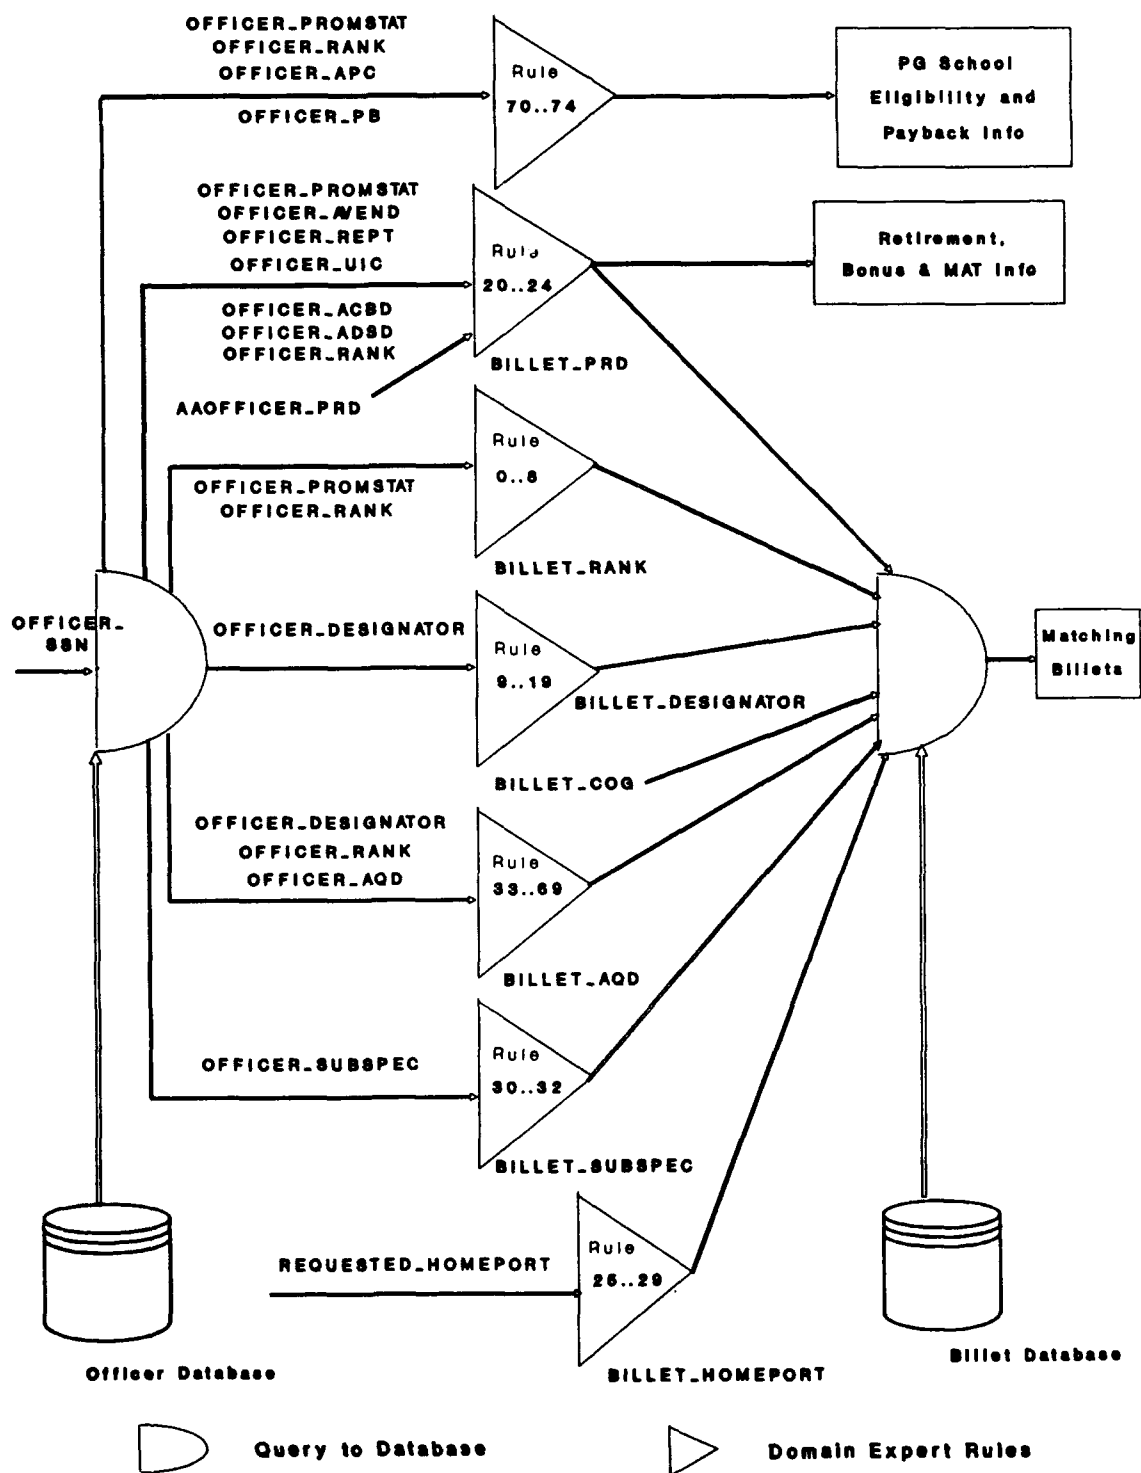 OFFICER_PROMSTAT
OFFICER_RANK
OFFICER_APC
OFFICER_PB
Rule
70..74
PG School
Eligibility and
Payback Info
OFFICER_PROMSTAT
OFFICER_AVEND
OFFICER_REPT
OFFICER_UIC
OFFICER_ACBD
OFFICER_ADSD
OFFICER_RANK
AAOFFICER_PRD
Rule
20..24
BILLET_PRD
Retirement,
Bonus & MAT Info
OFFICER_PROMSTAT
OFFICER_RANK
Rule
0..8
BILLET_RANK
OFFICER_
SSN
OFFICER_DESIGNATOR
Rule
9..19
BILLET_DESIGNATOR
Matching
Billets
BILLET_COG
OFFICER_DESIGNATOR
OFFICER_RANK
OFFICER_AQD
Rule
33..69
BILLET_AQD
OFFICER_SUBSPEC
Rule
30..32
BILLET_SUBSPEC
REQUESTED_HOMEPORT
Rule
25..29
BILLET_HOMEPORT
Officer Database
Billet Database
Query to Database
Domain Expert Rules